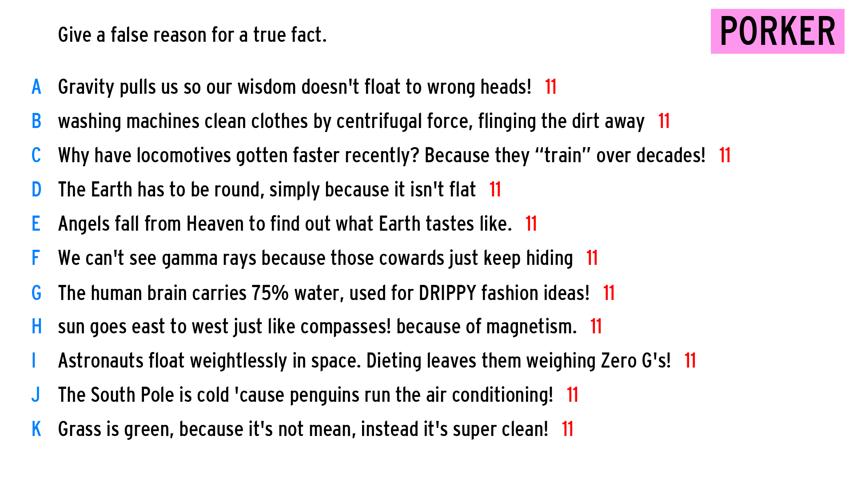 Give a false reason for a true fact.
PORKER
A Gravity pulls us so our wisdom doesn't float to wrong heads! 11
B washing machines clean clothes by centrifugal force, flinging the dirt away 11
C Why have locomotives gotten faster recently? Because they “train” over decades! 11
D The Earth has to be round, simply because it isn't flat 11
E Angels fall from Heaven to find out what Earth tastes like. 11
F We can't see gamma rays because those cowards just keep hiding 11
G The human brain carries 75% water, used for DRIPPY fashion ideas! 11
H sun goes east to west just like compasses! because of magnetism. 11
I Astronauts float weightlessly in space. Dieting leaves them weighing Zero G's! 11
J The South Pole is cold 'cause penguins run the air conditioning! 11
K Grass is green, because it's not mean, instead it's super clean! 11